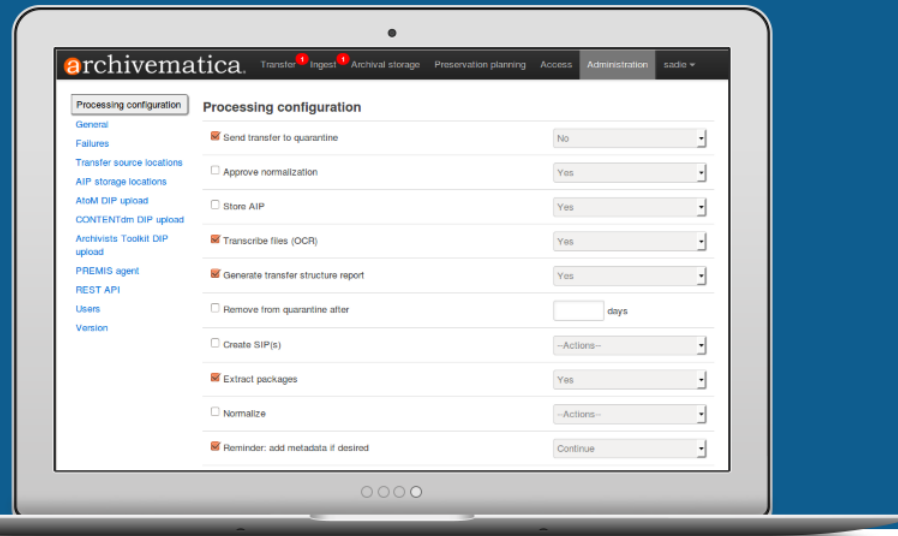 archivematica.
Transfer 1 Ingest 1 Archival storage Preservation planning Access Administration sadie
Processing configuration
General
Failures
Transfer source locations
AIP storage locations
AtoM DIP upload
CONTENTdm DIP upload
Archivists Toolkit DIP
upload
PREMIS agent
REST API
Users
Version
Processing configuration
Send transfer to quarantine No
Approve normalization Yes
Store AIP Yes
Transcribe files (OCR) Yes
Generate transfer structure report Yes
Remove from quarantine after days
Create SIP(s) --Actions--
Extract packages Yes
Normalize --Actions--
Reminder: add metadata if desired Continue